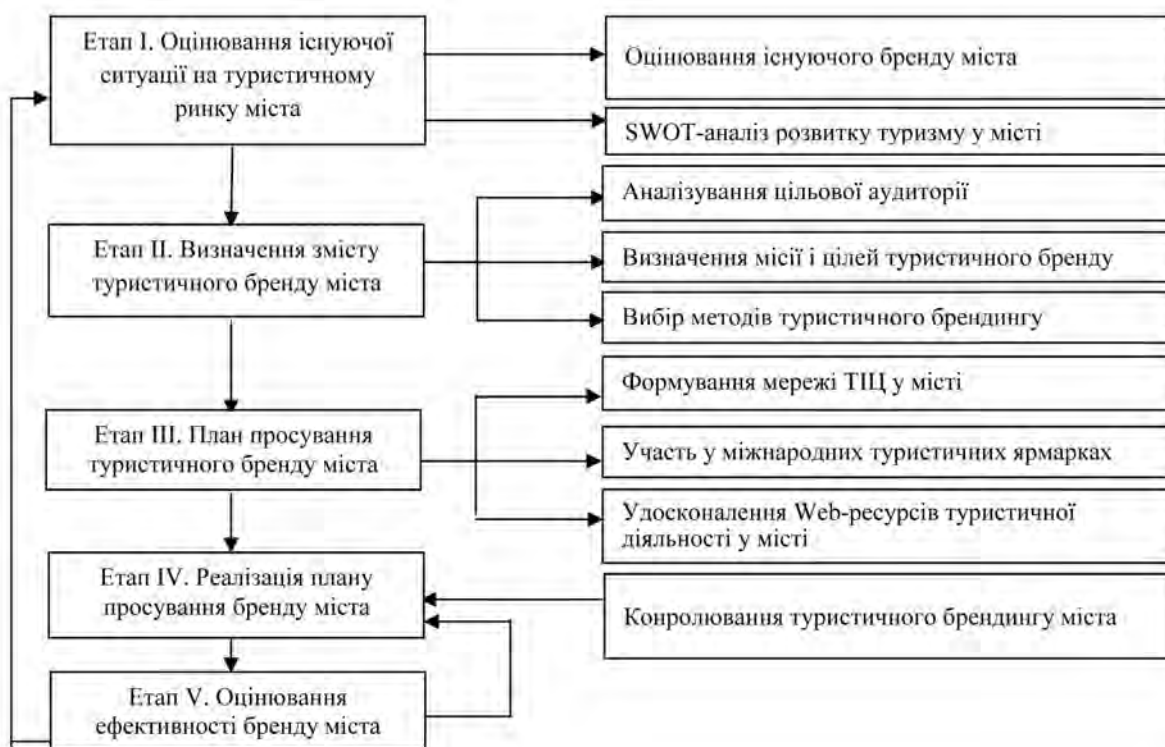 Етап I. Оцінювання існуючої
ситуації на туристичному
ринку міста
Оцінювання існуючого бренду міста
SWOT-аналіз розвитку туризму у місті
Етап II. Визначення змісту
туристичного бренду міста
Аналізування цільової аудиторії
Визначення місії і цілей туристичного бренду
Вибір методів туристичного брендингу
Етап III. План просування
туристичного бренду міста
Формування мережі ТІЦ у місті
Участь у міжнародних туристичних ярмарках
Удосконалення Web-ресурсів туристичної
діяльності у місті
Етап IV. Реалізація плану
просування бренду міста
Конролювання туристичного брендингу міста
Етап V. Оцінювання
ефективності бренду міста